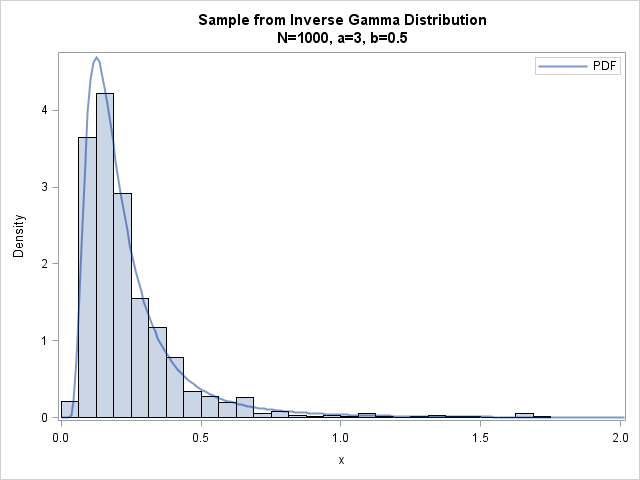 Sample from Inverse Gamma Distribution
N=1000, a=3, b=0.5
PDF
Density
4
3
2
1
0
0.0 0.5 1.0 1.5 2.0
x